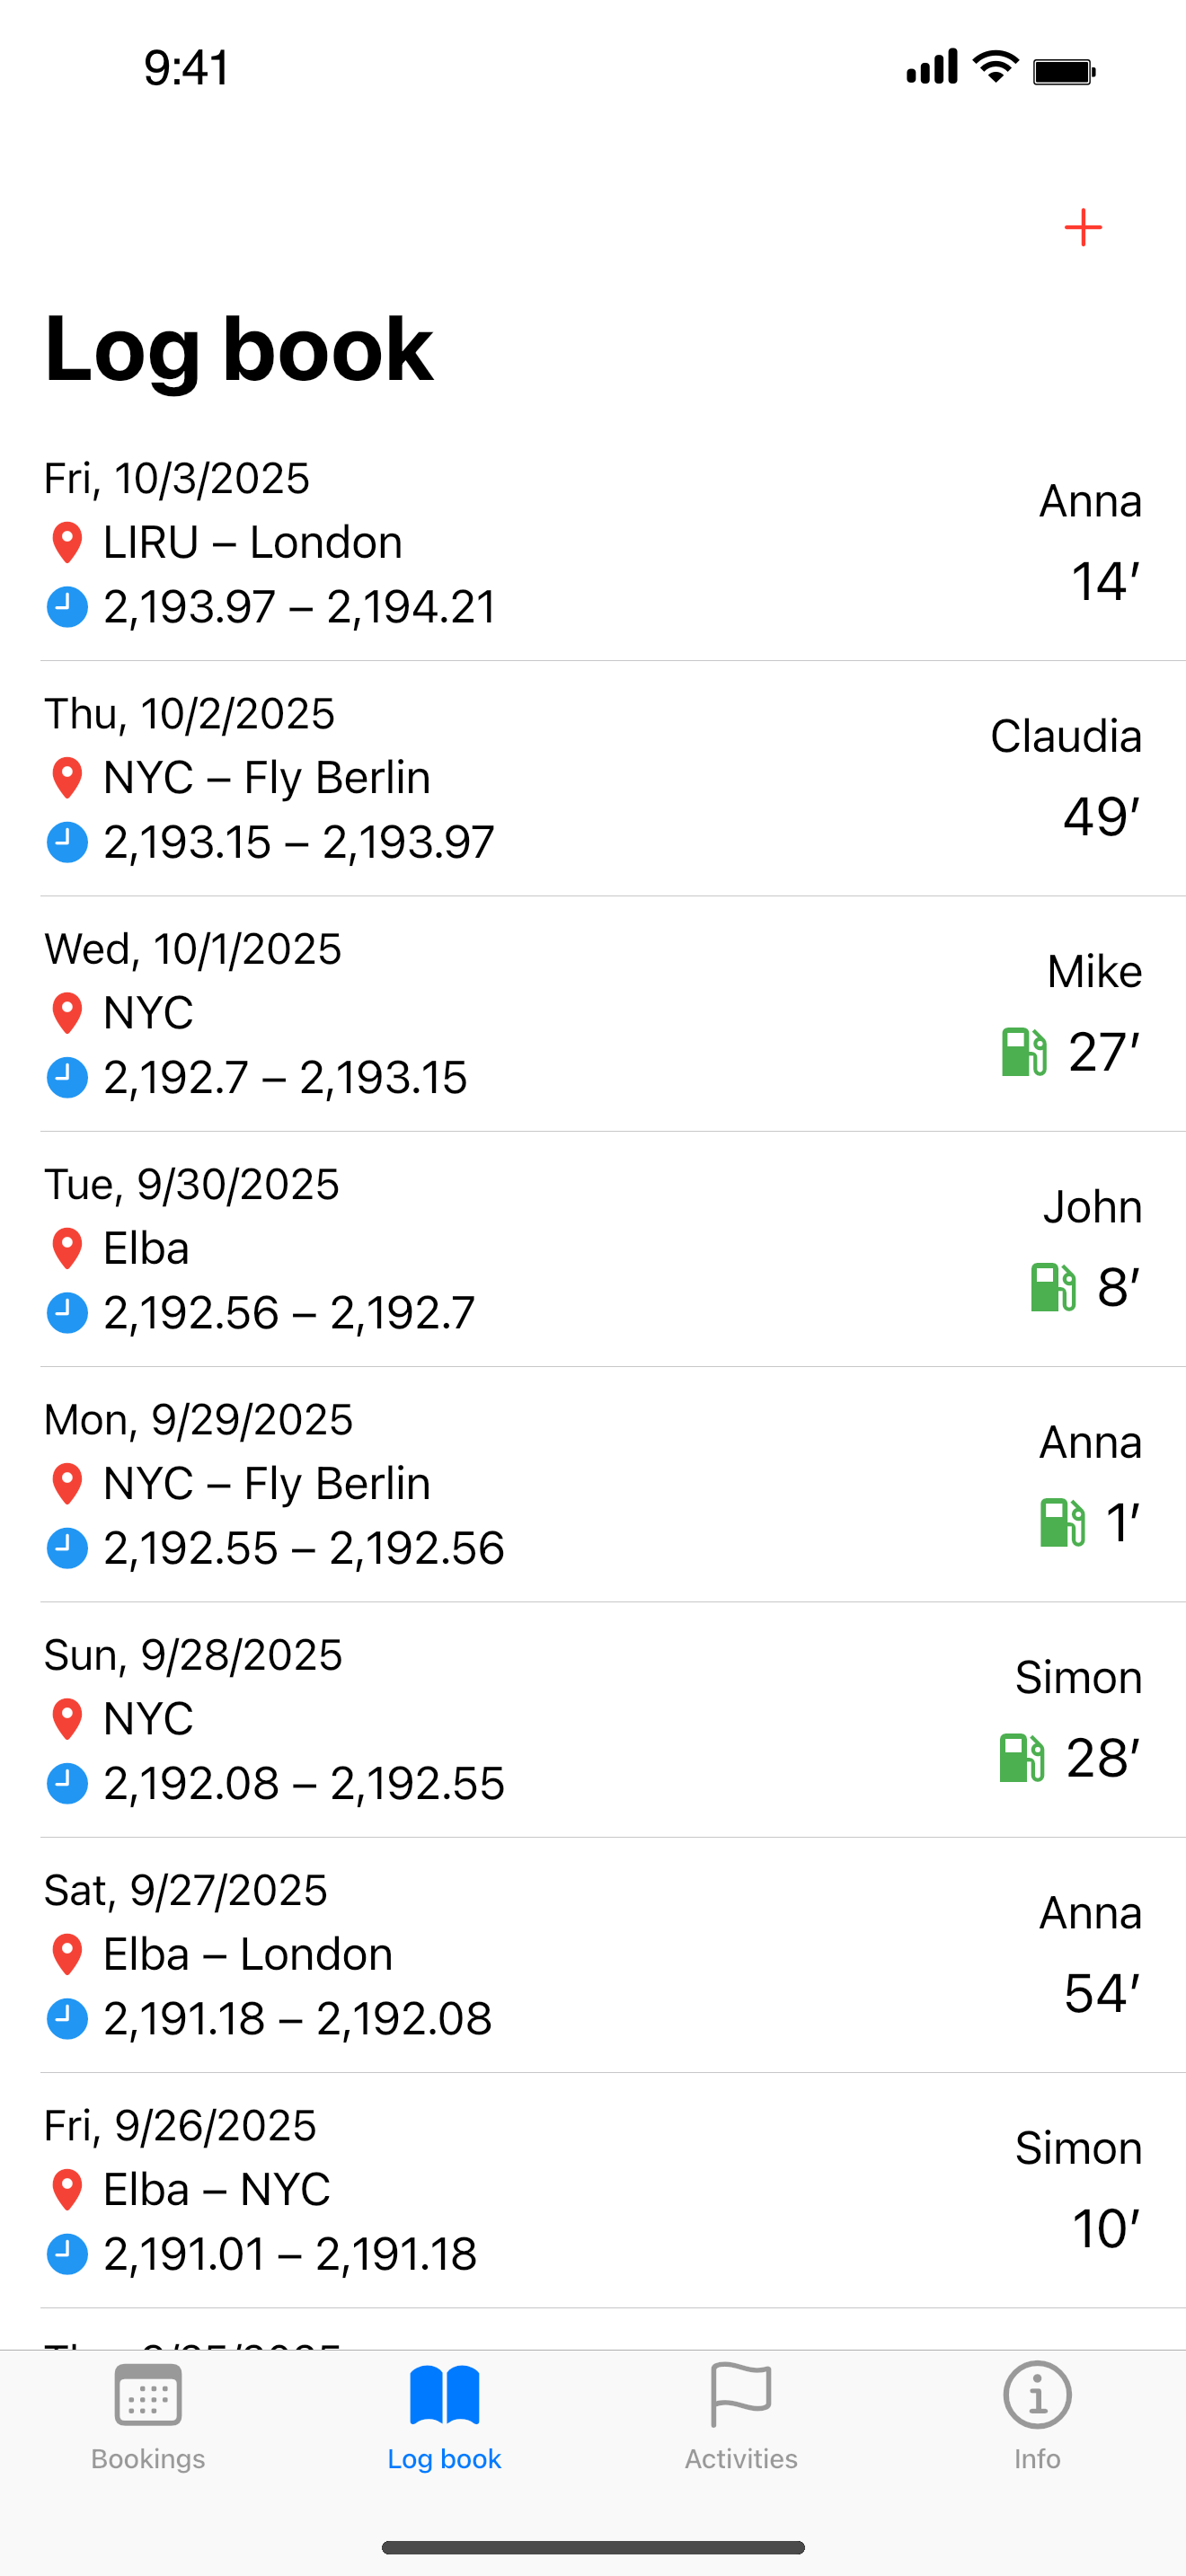 9:41
Log book
Fri, 10/3/2025
Anna
LIRU – London
14′
2,193.97 – 2,194.21
Thu, 10/2/2025
Claudia
NYC – Fly Berlin
49′
2,193.15 – 2,193.97
Wed, 10/1/2025
Mike
NYC
27′
2,192.7 – 2,193.15
Tue, 9/30/2025
John
Elba
8′
2,192.56 – 2,192.7
Mon, 9/29/2025
Anna
NYC – Fly Berlin
1′
2,192.55 – 2,192.56
Sun, 9/28/2025
Simon
NYC
28′
2,192.08 – 2,192.55
Sat, 9/27/2025
Anna
Elba – London
54′
2,191.18 – 2,192.08
Fri, 9/26/2025
Simon
Elba – NYC
10′
2,191.01 – 2,191.18
Bookings
Log book
Activities
Info